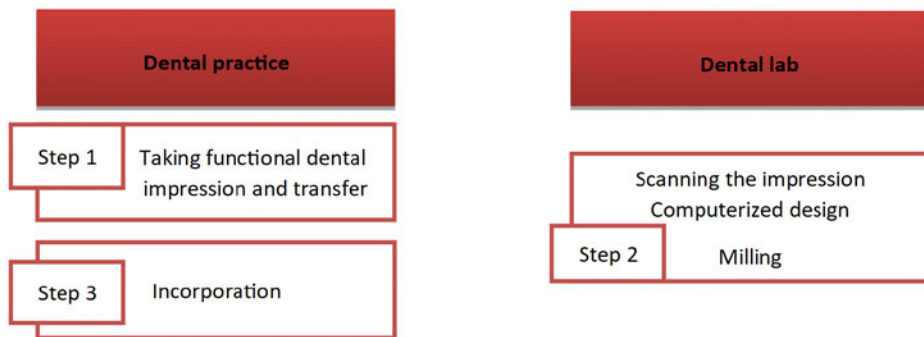 Dental practice
Step 1
Taking functional dental
impression and transfer
Step 3
Incorporation
Dental lab
Scanning the impression
Computerized design
Step 2
Milling